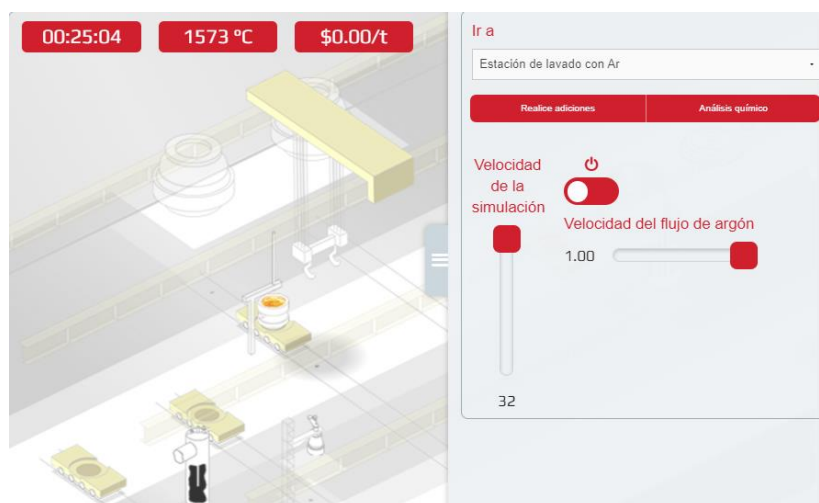 00:25:04
1573 ºC
$0.00/t
Ir a
Estación de lavado con Ar
Realice adiciones
Análisis químico
Velocidad
de la
simulación
32
Velocidad del flujo de argón
1.00